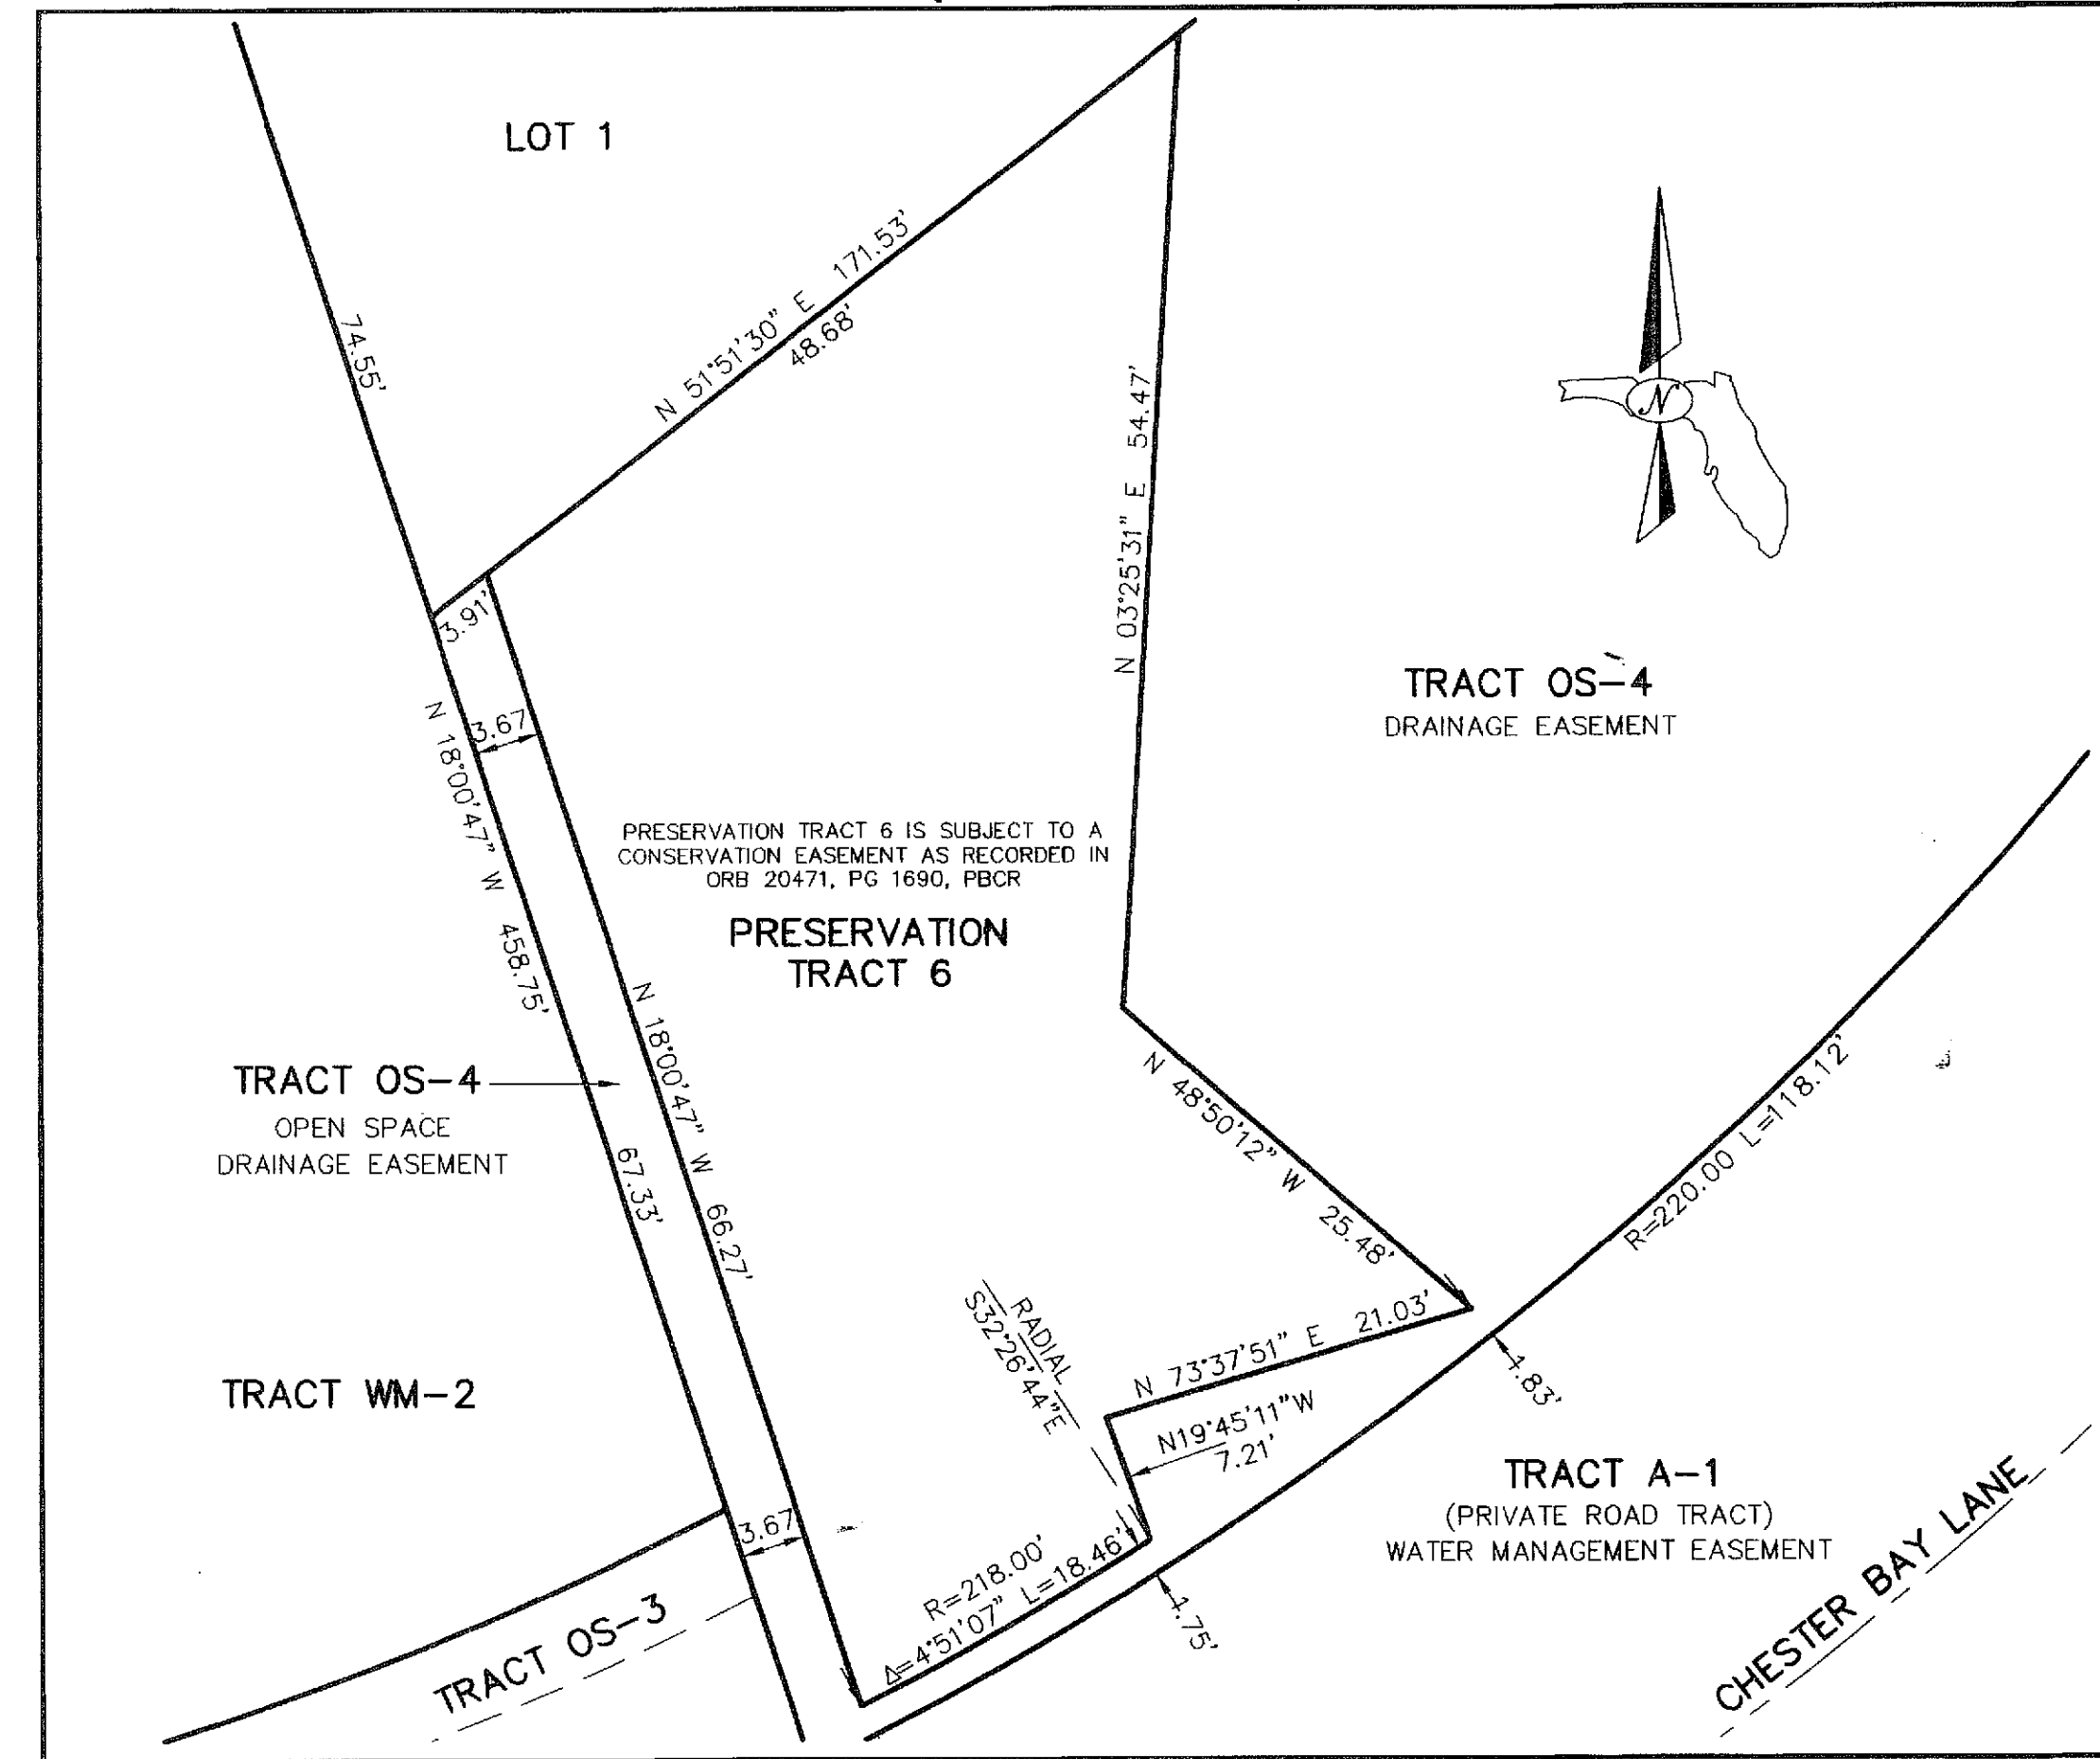 LOT 1
74.55'
N 51°51'30" E 171.53'
48.68'
N 03°25'31" E 54.47'
N
3.91'
3.67
N 18°00'47" W 458.75'
TRACT OS-4
DRAINAGE EASEMENT
PRESERVATION TRACT 6 IS SUBJECT TO A
CONSERVATION EASEMENT AS RECORDED IN
ORB 20471, PG 1690, PBCR
PRESERVATION
TRACT 6
N 18°00'47" W 66.27'
TRACT OS-4
OPEN SPACE
DRAINAGE EASEMENT
67.33'
N 48°50'12" W 25.48'
R=220.00 L=118.12'
RADIAL
S32°26'44"E
N 73°37'51" E 21.03'
N19°45'11"W
7.21'
TRACT WM-2
TRACT A-1
(PRIVATE ROAD TRACT)
WATER MANAGEMENT EASEMENT
3.67
R=218.00'
Δ=4°51'07" L=18.46'
TRACT OS-3
CHESTER BAY LANE